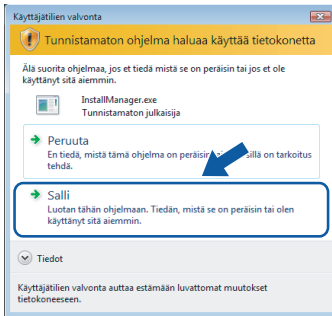 Käyttäjätilien valvonta
Tunnistamaton ohjelma haluaa käyttää tietokonetta
Älä suorita ohjelmaa, jos et tiedä mistä se on peräisin tai jos et ole
käyttänyt sitä aiemmin.
InstallManager.exe
Tunnistamaton julkaisija
Peruuta
En tiedä, mistä tämä ohjelma on peräisin sillä on tarkoitus
tehdä.
Salli
Luotan tähän ohjelmaan. Tiedän, mistä se on peräisin tai olen
käyttänyt sitä aiemmin.
Tiedot
Käyttäjätilien valvonta auttaa estämään luvattomat muutokset
tietokoneeseen.